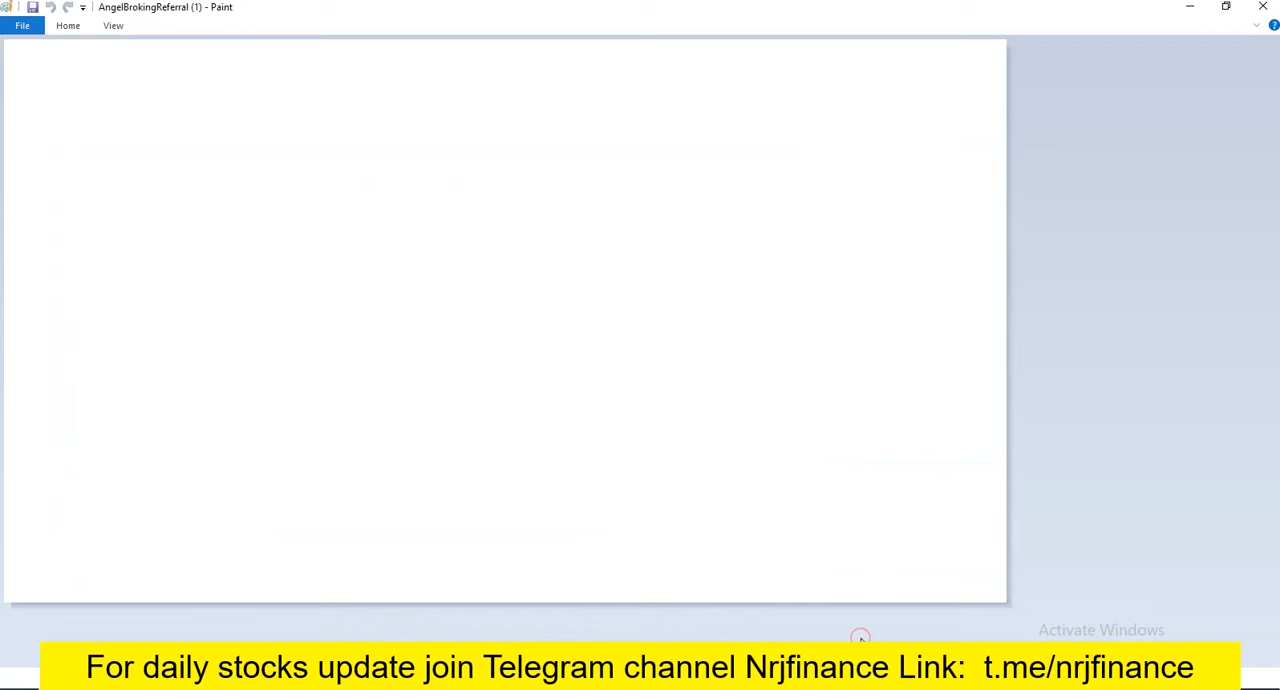 AngelBrokingReferral (1) - Paint
File Home View
Activate Windows
For daily stocks update join Telegram channel Nrjfinance Link: t.me/nrjfinance